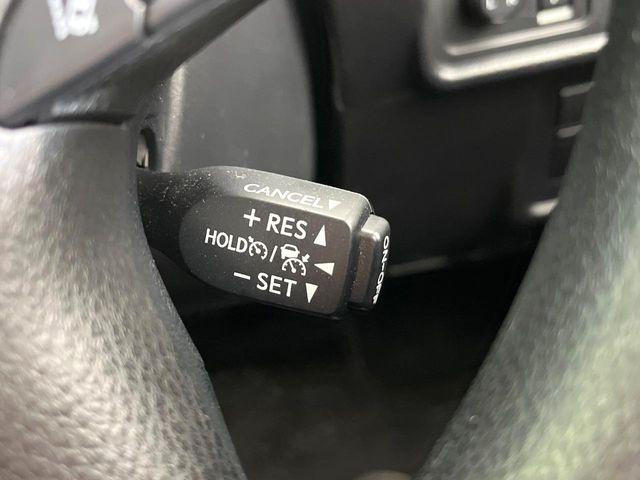 CANCEL
+ RES
HOLD /
− SET
ON-OFF